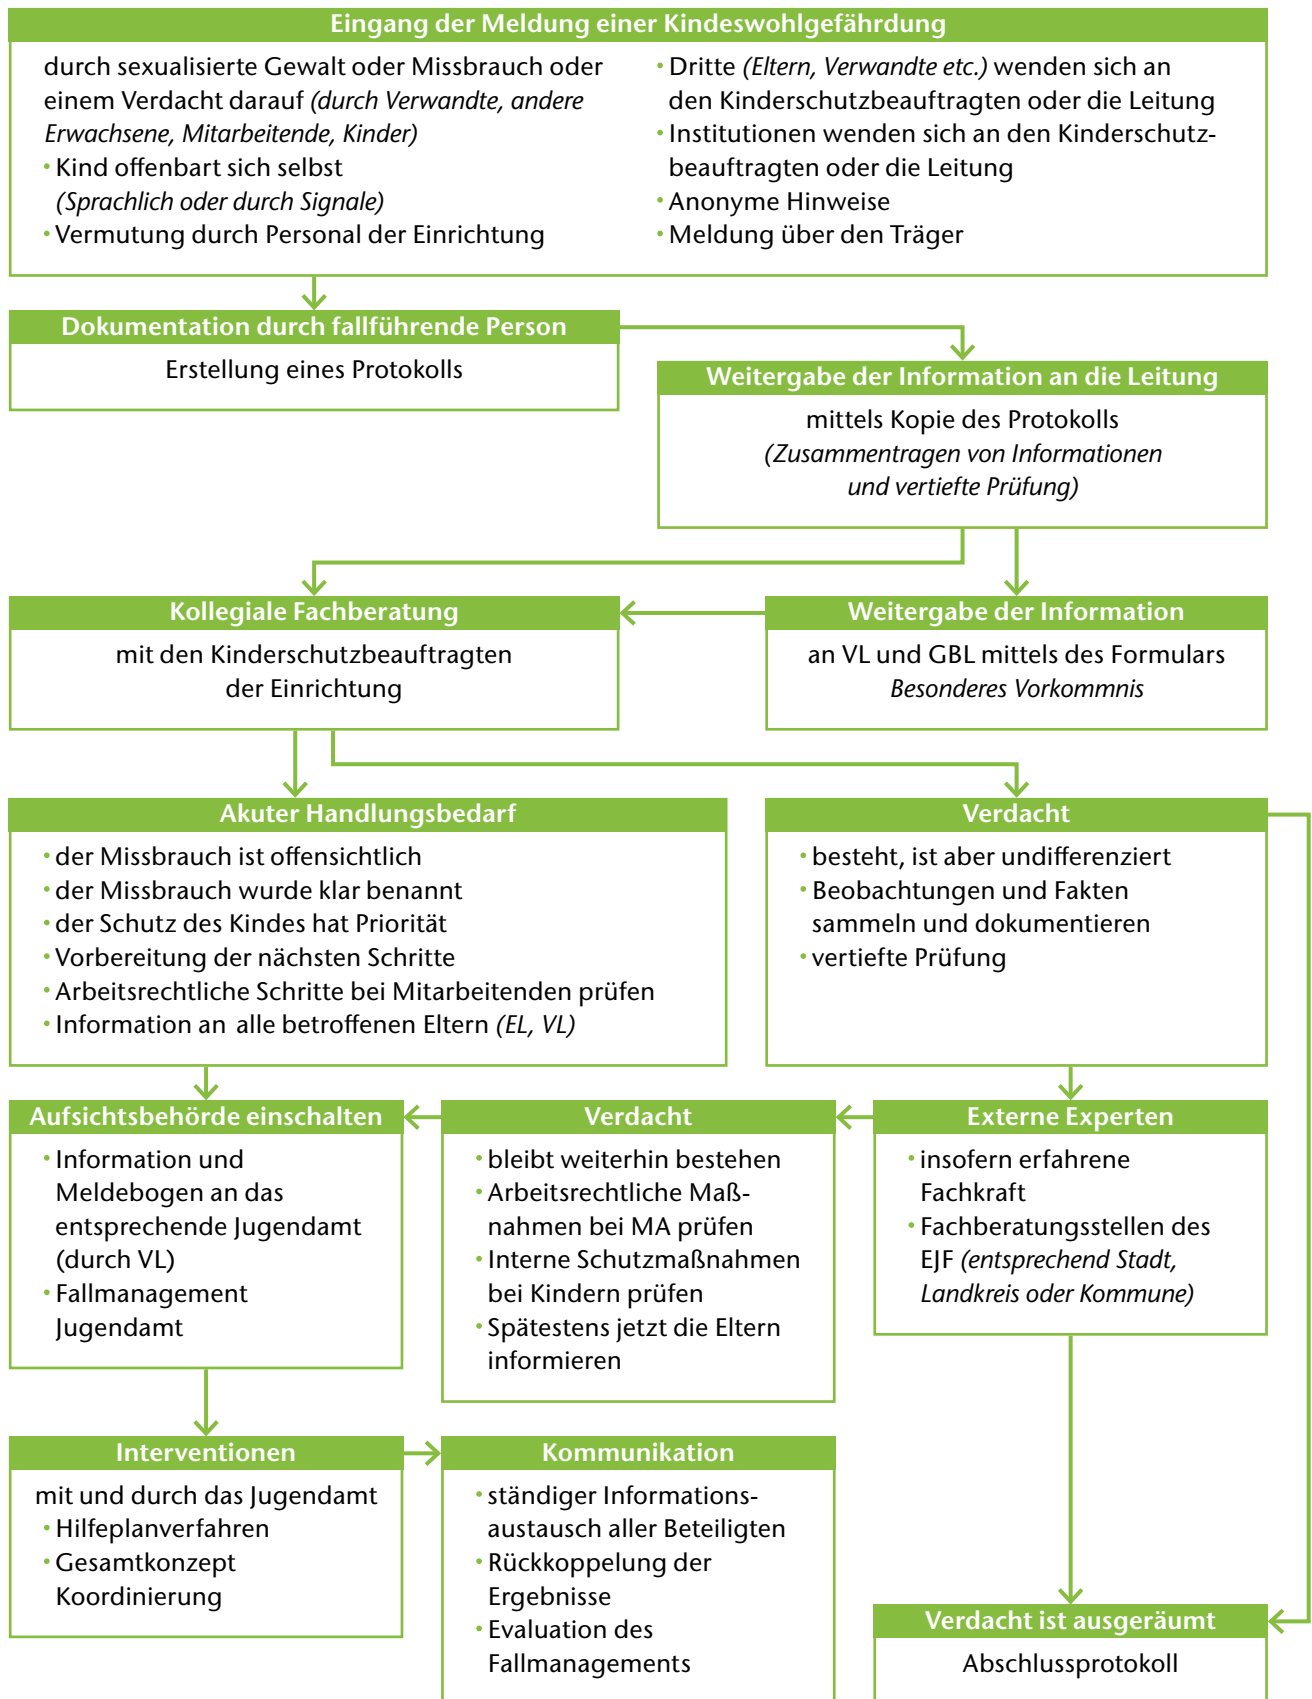 Eingang der Meldung einer Kindeswohlgefährdung
durch sexualisierte Gewalt oder Missbrauch oder
einem Verdacht darauf (durch Verwandte, andere
Erwachsene, Mitarbeitende, Kinder)
• Kind offenbart sich selbst
(Sprachlich oder durch Signale)
• Vermutung durch Personal der Einrichtung
• Dritte (Eltern, Verwandte etc.) wenden sich an
den Kinderschutzbeauftragten oder die Leitung
• Institutionen wenden sich an den Kinderschutz-
beauftragten oder die Leitung
• Anonyme Hinweise
• Meldung über den Träger
Dokumentation durch fallführende Person
Erstellung eines Protokolls
Weitergabe der Information an die Leitung
mittels Kopie des Protokolls
(Zusammentragen von Informationen
und vertiefte Prüfung)
Kollegiale Fachberatung
mit den Kinderschutzbeauftragten
der Einrichtung
Weitergabe der Information
an VL und GBL mittels des Formulars
Besonderes Vorkommnis
Akuter Handlungsbedarf
• der Missbrauch ist offensichtlich
• der Missbrauch wurde klar benannt
• der Schutz des Kindes hat Priorität
• Vorbereitung der nächsten Schritte
• Arbeitsrechtliche Schritte bei Mitarbeitenden prüfen
• Information an alle betroffenen Eltern (EL, VL)
Verdacht
• besteht, ist aber undifferenziert
• Beobachtungen und Fakten
sammeln und dokumentieren
• vertiefte Prüfung
Aufsichtsbehörde einschalten
• Information und
Meldebogen an das
entsprechende Jugendamt
(durch VL)
• Fallmanagement
Jugendamt
Verdacht
• bleibt weiterhin bestehen
• Arbeitsrechtliche Maß-
nahmen bei MA prüfen
• Interne Schutzmaßnahmen
bei Kindern prüfen
• Spätestens jetzt die Eltern
informieren
Externe Experten
• insofern erfahrene
Fachkraft
• Fachberatungsstellen des
EJF (entsprechend Stadt,
Landkreis oder Kommune)
Interventionen
mit und durch das Jugendamt
• Hilfeplanverfahren
• Gesamtkonzept
Koordinierung
Kommunikation
• ständiger Informations-
austausch aller Beteiligten
• Rückkoppelung der
Ergebnisse
• Evaluation des
Fallmanagements
Verdacht ist ausgeräumt
Abschlussprotokoll